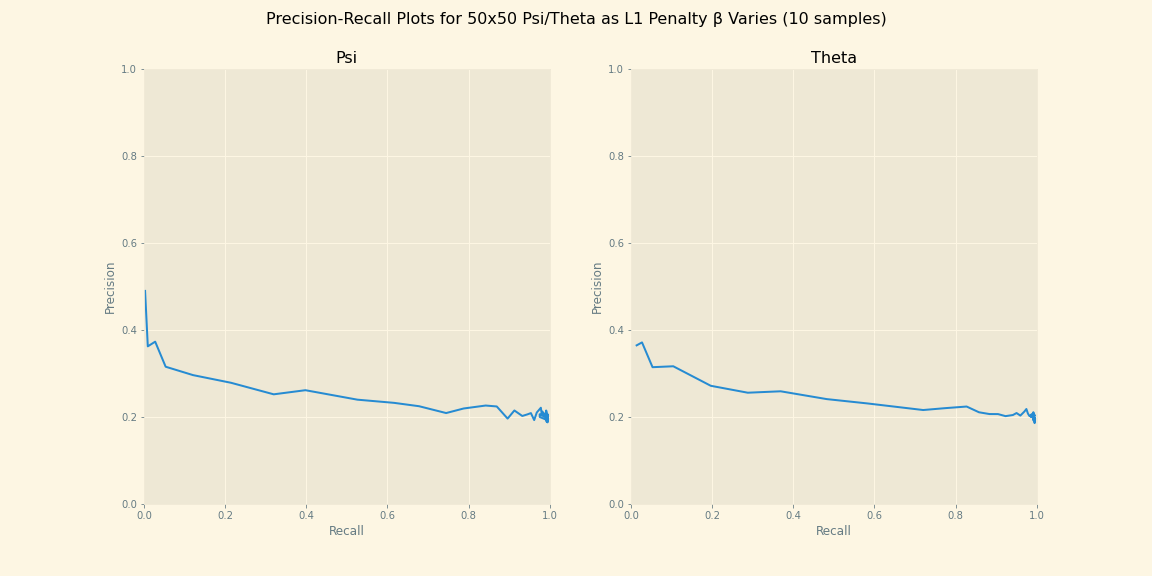 Precision-Recall Plots for 50x50 Psi/Theta as L1 Penalty β Varies (10 samples)
Psi
Theta
1.0
0.8
0.6
0.4
0.2
0.0
Precision
0.0 0.2 0.4 0.6 0.8 1.0
Recall
1.0
0.8
0.6
0.4
0.2
0.0
Precision
0.0 0.2 0.4 0.6 0.8 1.0
Recall